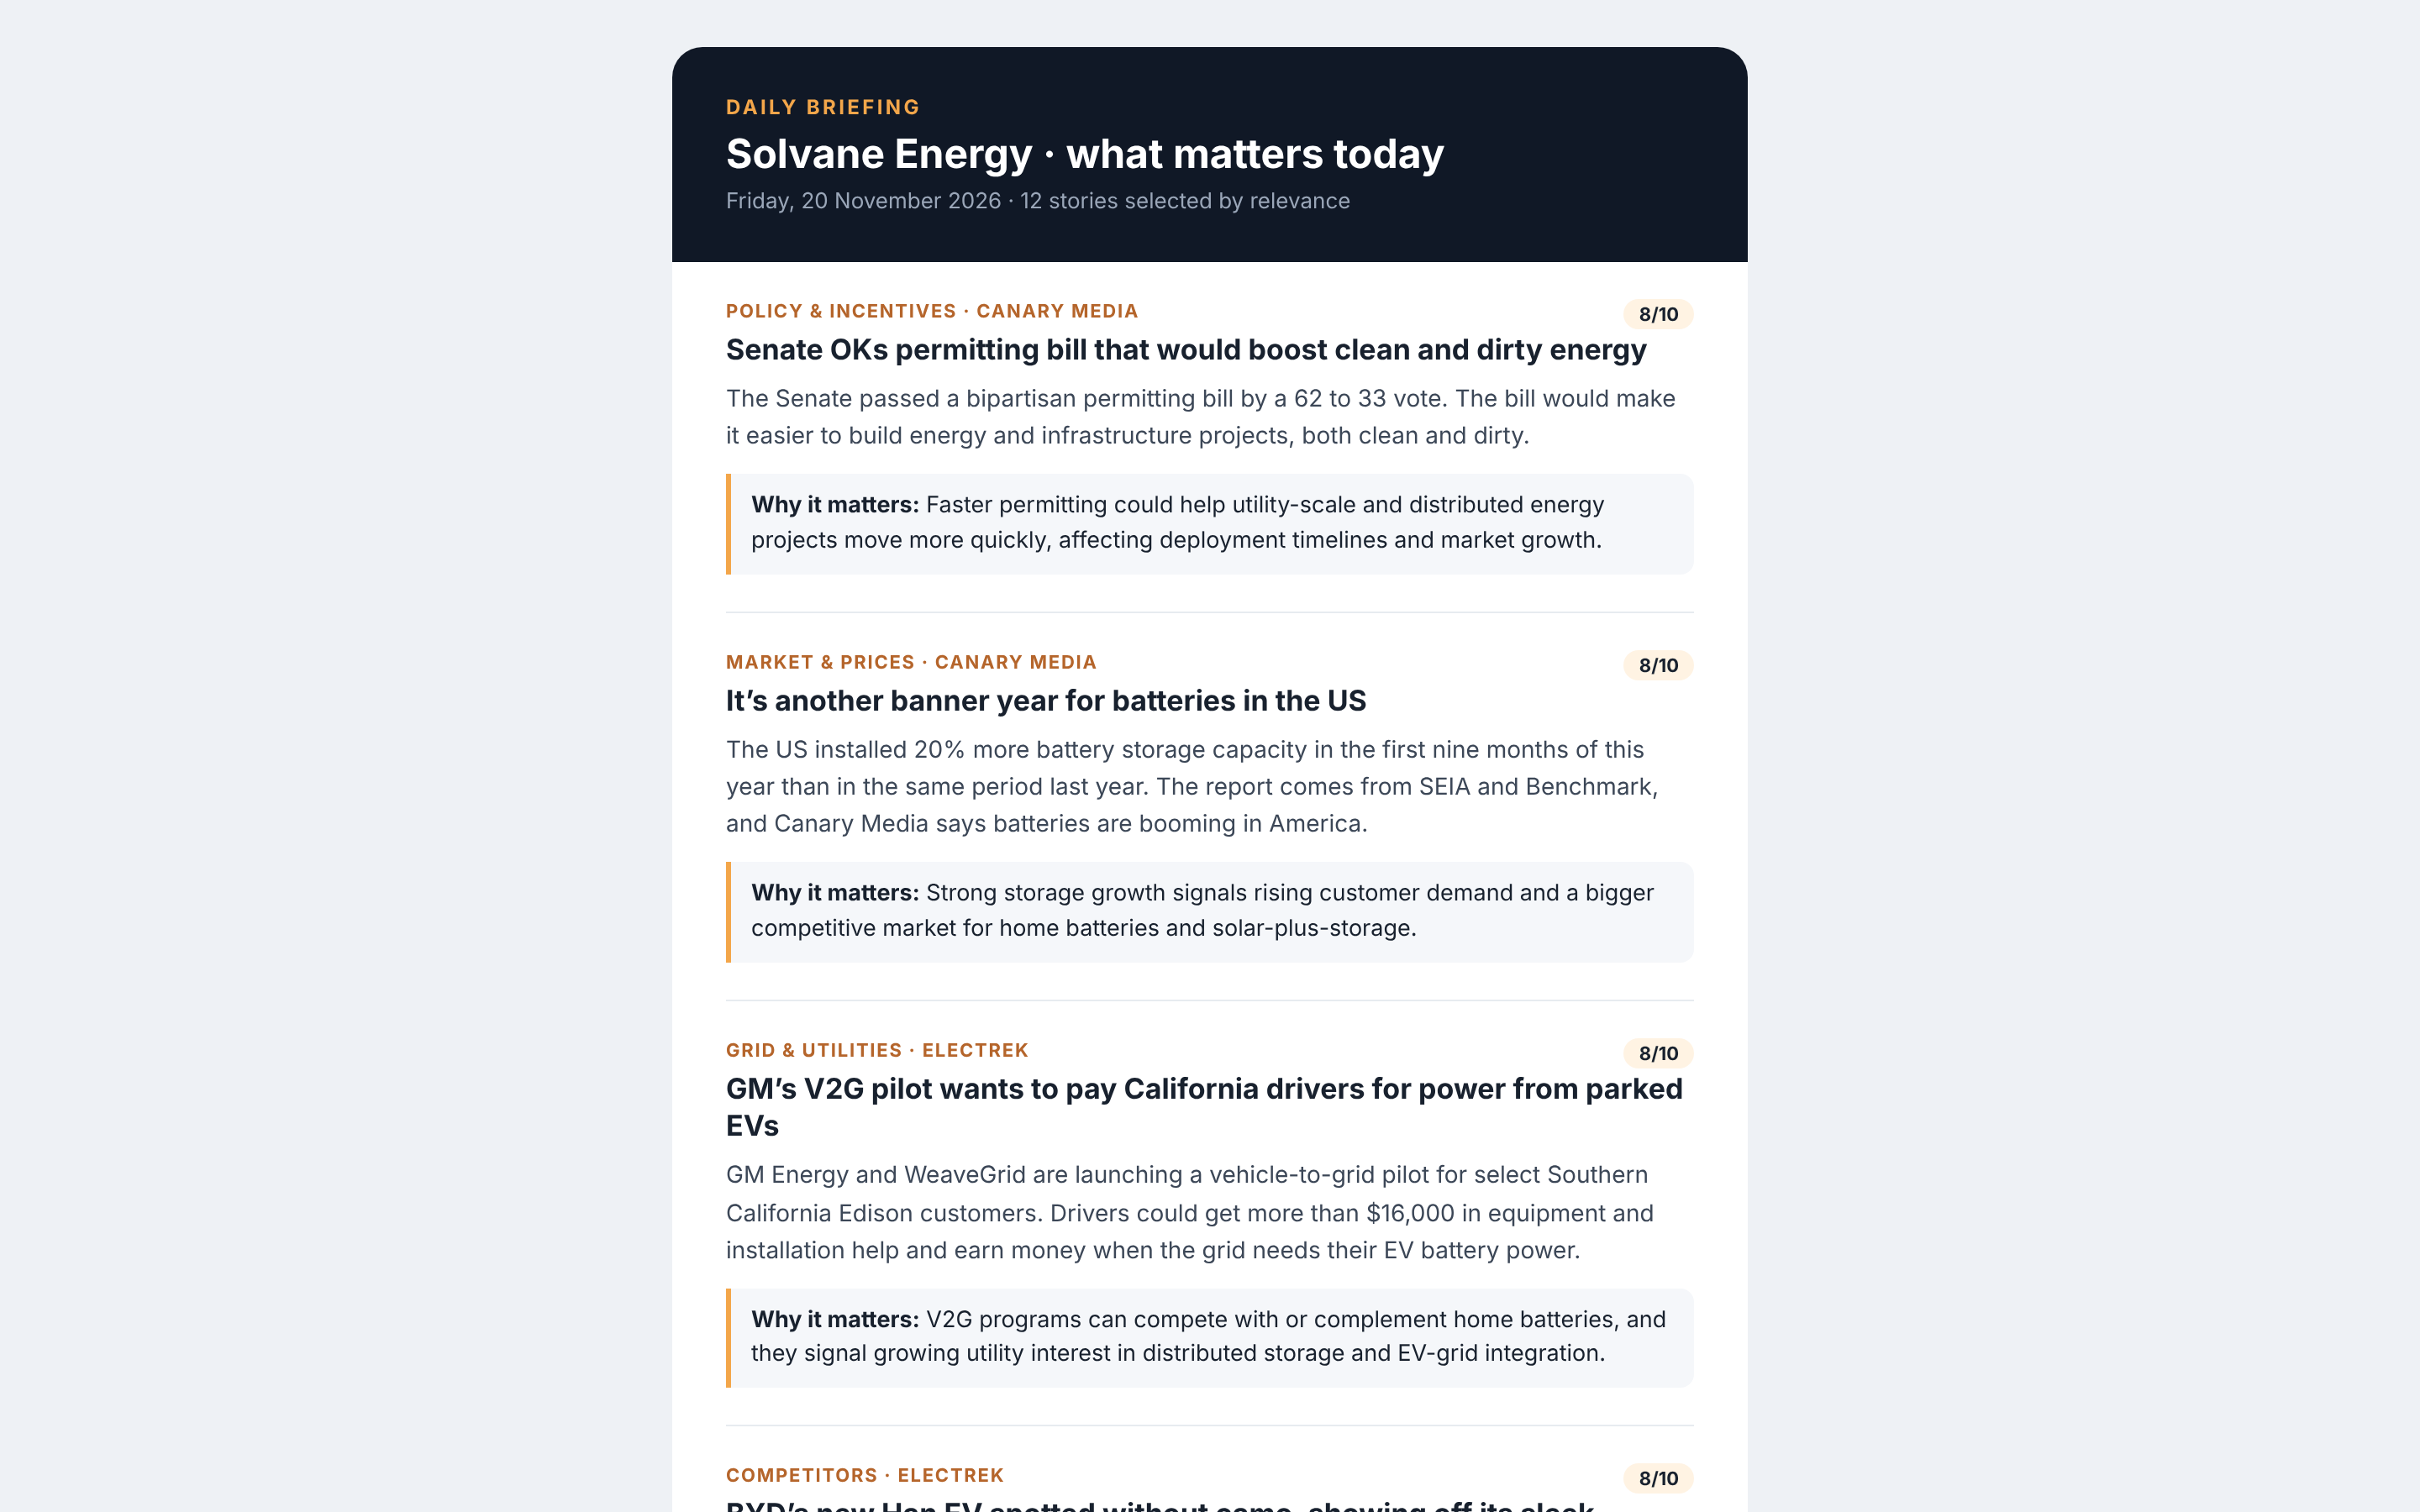 DAILY BRIEFING
Solvane Energy · what matters today
Friday, 20 November 2026 · 12 stories selected by relevance
POLICY & INCENTIVES · CANARY MEDIA
8/10
Senate OKs permitting bill that would boost clean and dirty energy
The Senate passed a bipartisan permitting bill by a 62 to 33 vote. The bill would make
it easier to build energy and infrastructure projects, both clean and dirty.
Why it matters: Faster permitting could help utility-scale and distributed energy
projects move more quickly, affecting deployment timelines and market growth.
MARKET & PRICES · CANARY MEDIA
8/10
It’s another banner year for batteries in the US
The US installed 20% more battery storage capacity in the first nine months of this
year than in the same period last year. The report comes from SEIA and Benchmark,
and Canary Media says batteries are booming in America.
Why it matters: Strong storage growth signals rising customer demand and a bigger
competitive market for home batteries and solar-plus-storage.
GRID & UTILITIES · ELECTREK
8/10
GM’s V2G pilot wants to pay California drivers for power from parked
EVs
GM Energy and WeaveGrid are launching a vehicle-to-grid pilot for select Southern
California Edison customers. Drivers could get more than $16,000 in equipment and
installation help and earn money when the grid needs their EV battery power.
Why it matters: V2G programs can compete with or complement home batteries, and
they signal growing utility interest in distributed storage and EV-grid integration.
COMPETITORS · ELECTREK
8/10
BYD’s new Han EV spotted without camo, showing off its sleek